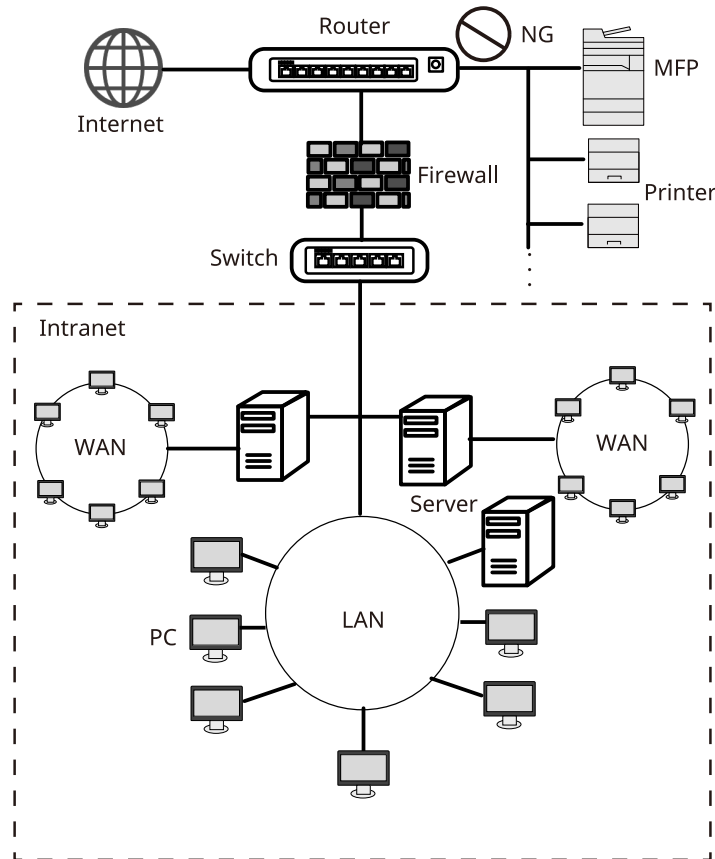 Router
NG
MFP
Internet
Firewall
Printer
Switch
Intranet
WAN
WAN
Server
LAN
PC